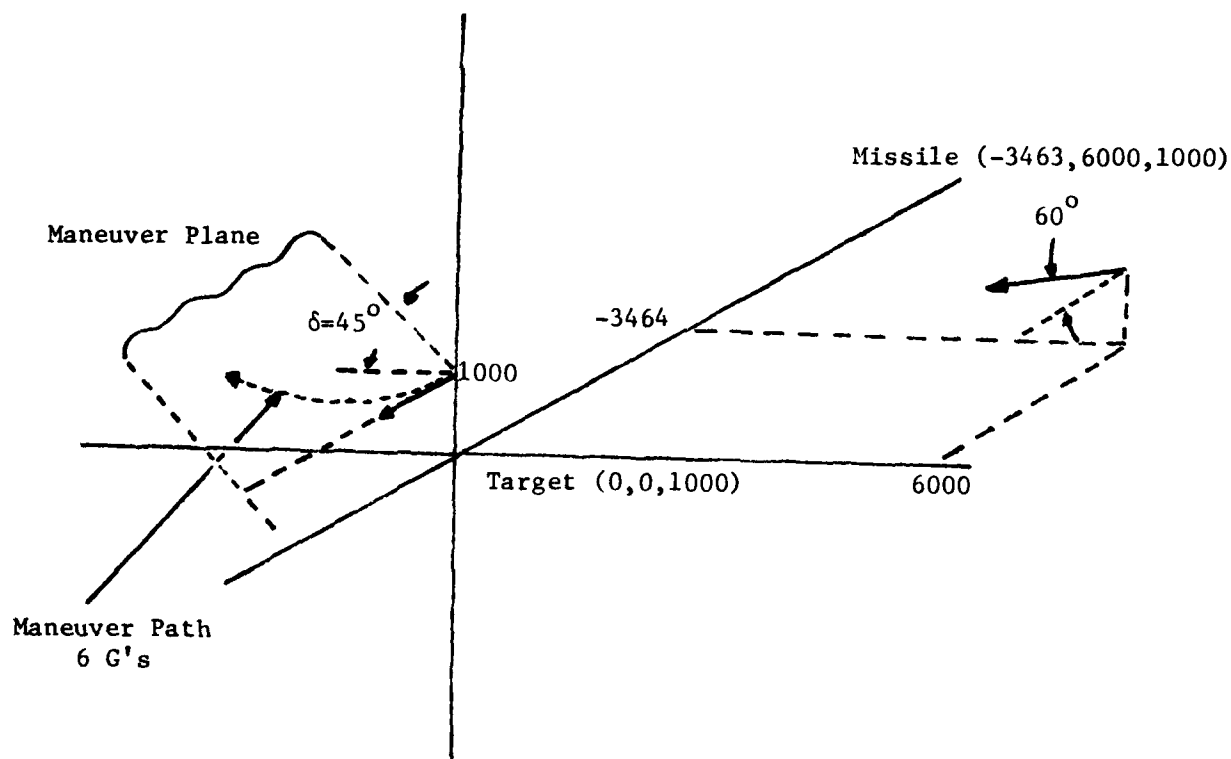 Missile (-3463,6000,1000)
60°
Maneuver Plane
δ=45°
-3464
1000
Target (0,0,1000)
6000
Maneuver Path
6 G's